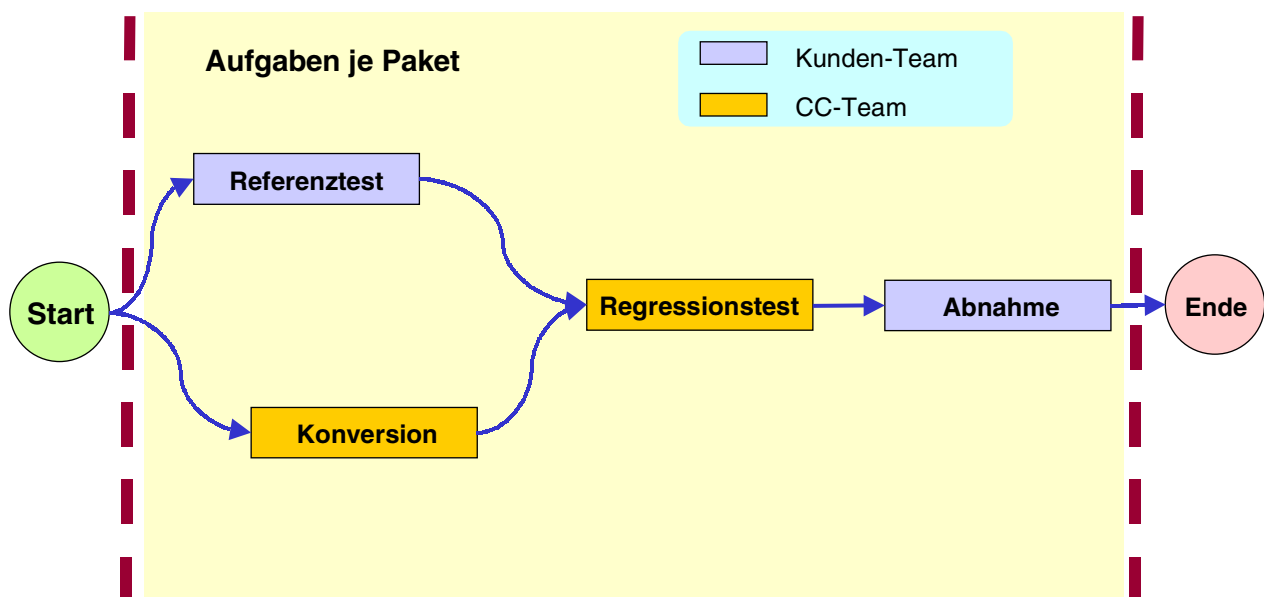 Aufgaben je Paket
Kunden-Team
CC-Team
Referenztest
Start
Regressionstest
Abnahme
Ende
Konversion